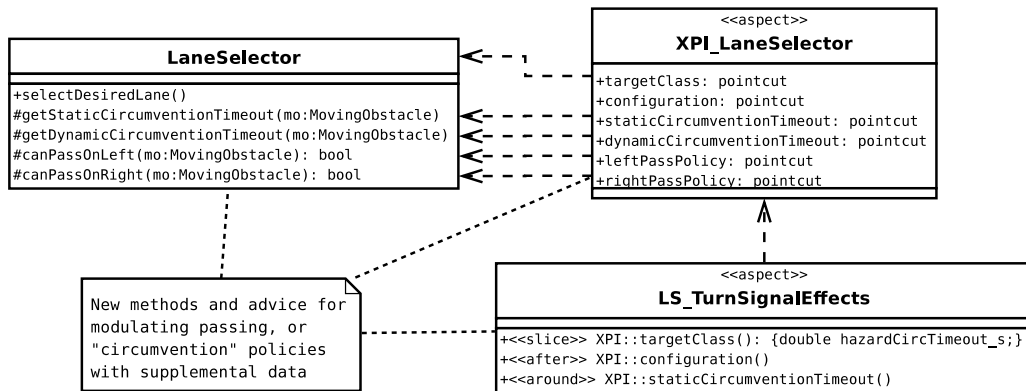 LaneSelector
+selectDesiredLane()
#getStaticCircumventionTimeout(mo:MovingObstacle)
#getDynamicCircumventionTimeout(mo:MovingObstacle)
#canPassOnLeft(mo:MovingObstacle): bool
#canPassOnRight(mo:MovingObstacle): bool
<<aspect>>
XPI_LaneSelector
+targetClass: pointcut
+configuration: pointcut
+staticCircumventionTimeout: pointcut
+dynamicCircumventionTimeout: pointcut
+leftPassPolicy: pointcut
+rightPassPolicy: pointcut
New methods and advice for
modulating passing, or
"circumvention" policies
with supplemental data
<<aspect>>
LS_TurnSignalEffects
+<<slice>> XPI::targetClass(): {double hazardCircTimeout_s;}
+<<after>> XPI::configuration()
+<<around>> XPI::staticCircumventionTimeout()